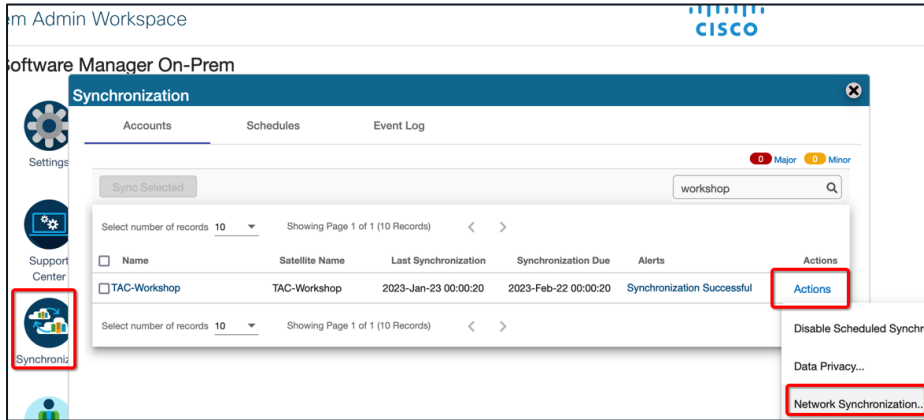 em Admin Workspace
CISCO
Software Manager On-Prem
Synchronization
Accounts Schedules Event Log
Settings
0 Major 0 Minor
Sync Selected workshop
Select number of records 10 Showing Page 1 of 1 (10 Records)
Support
Center
Name Satellite Name Last Synchronization Synchronization Due Alerts Actions
TAC-Workshop TAC-Workshop 2023-Jan-23 00:00:20 2023-Feb-22 00:00:20 Synchronization Successful Actions
Select number of records 10 Showing Page 1 of 1 (10 Records)
Disable Scheduled Synchr
Synchroniz
Data Privacy...
Network Synchronization..